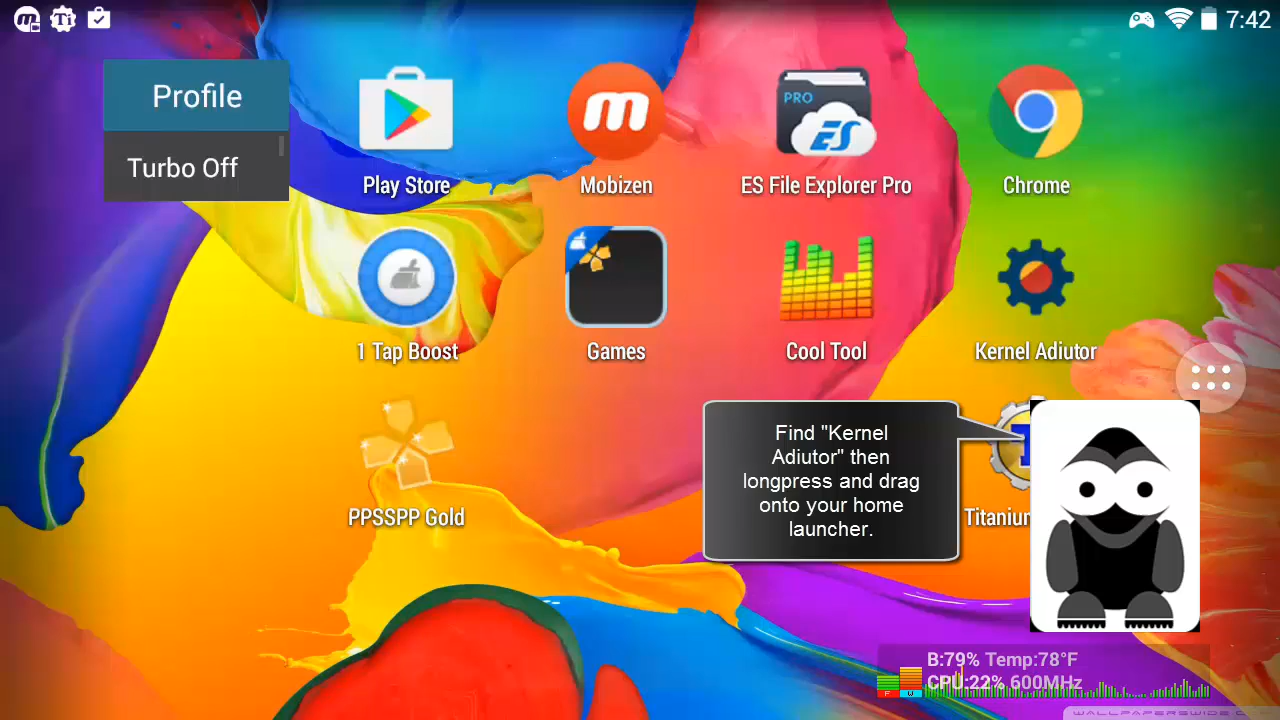 7:42
Profile
Turbo Off
PRO
ES
Play Store
Mobizen
ES File Explorer Pro
Chrome
1 Tap Boost
Games
Cool Tool
Kernel Adiutor
Find "Kernel
Adiutor" then
longpress and drag
onto your home
launcher.
PPSSPP Gold
B:79% Temp:78°F
CPU:22% 600MHz